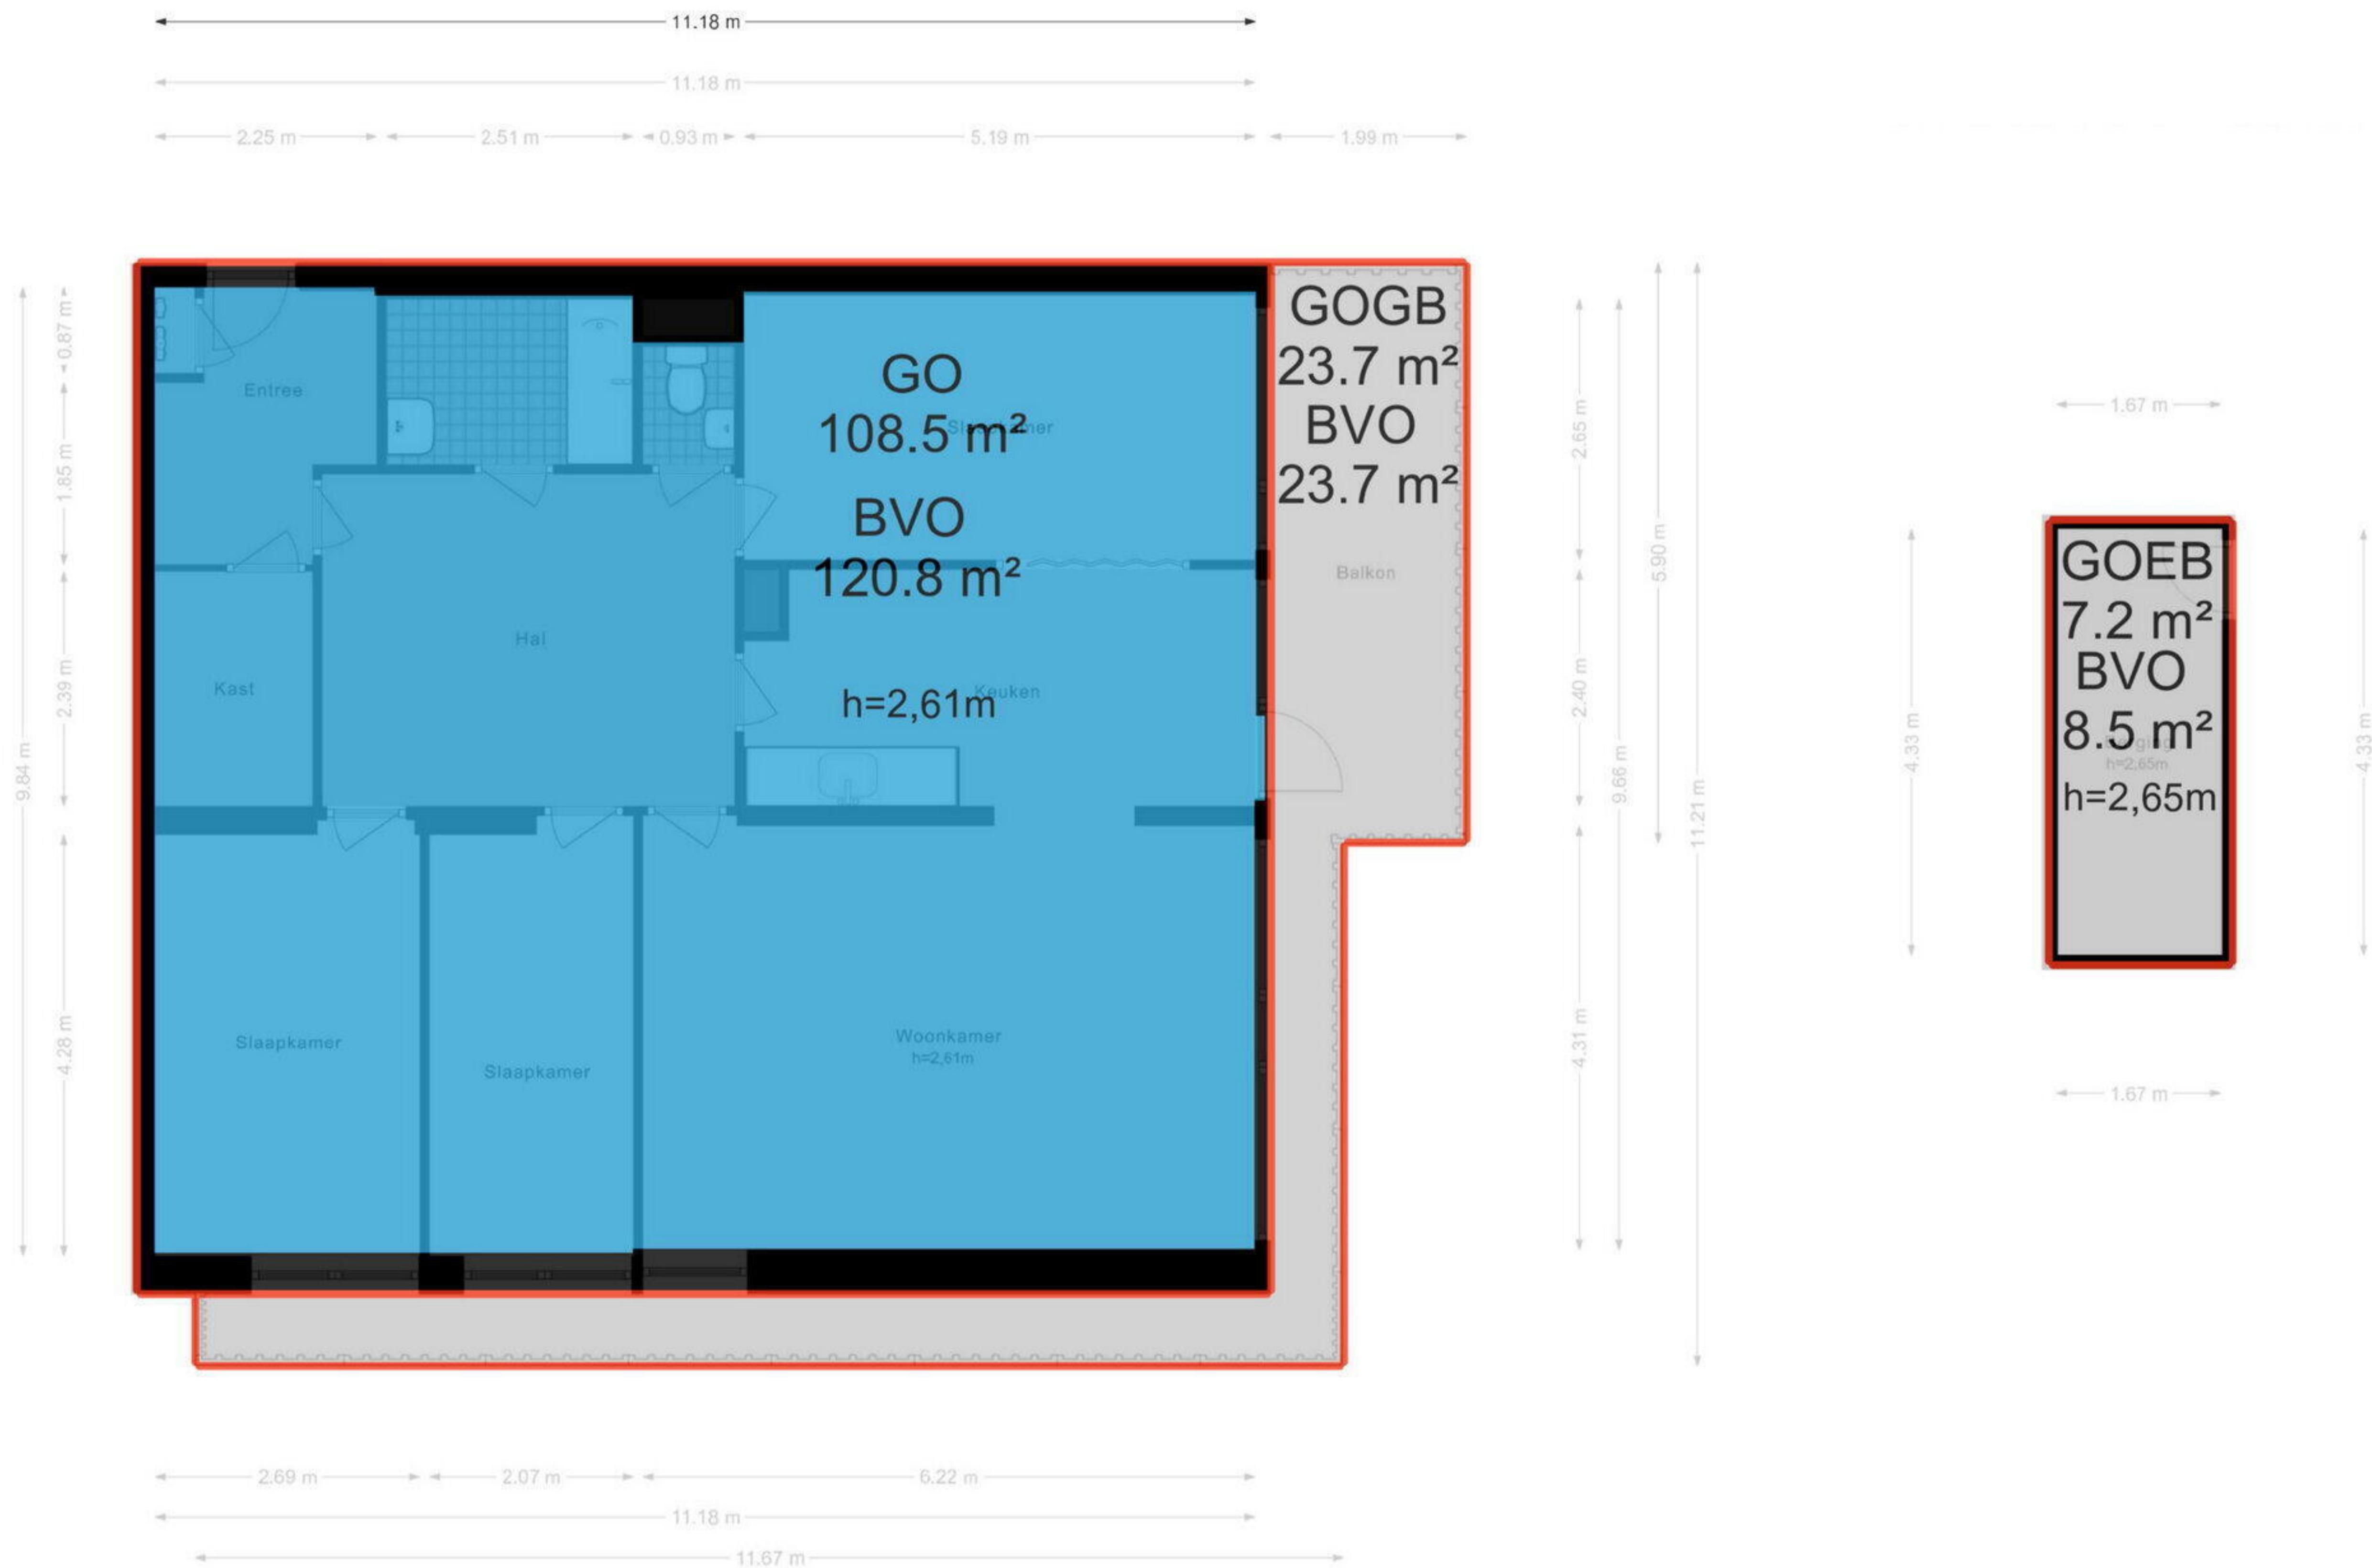 11.18 m
11.18 m
2.25 m
2.51 m
0.93 m
5.19 m
1.99 m
GOGB
23.7 m²
BVO
23.7 m²
Balkon
GO
108.5 m²
BVO
120.8 m²
h=2,61m
Entree
Slaapkamer
Hal
Kast
Keuken
Slaapkamer
Slaapkamer
Woonkamer
h=2,61m
9.84 m
0.87 m
1.85 m
2.39 m
4.28 m
2.65 m
2.40 m
4.31 m
9.66 m
5.90 m
11.21 m
1.67 m
GOEB
7.2 m²
BVO
8.5 m²
Berging
h=2,65m
h=2,65m
4.33 m
4.33 m
1.67 m
2.69 m
2.07 m
6.22 m
11.18 m
11.67 m